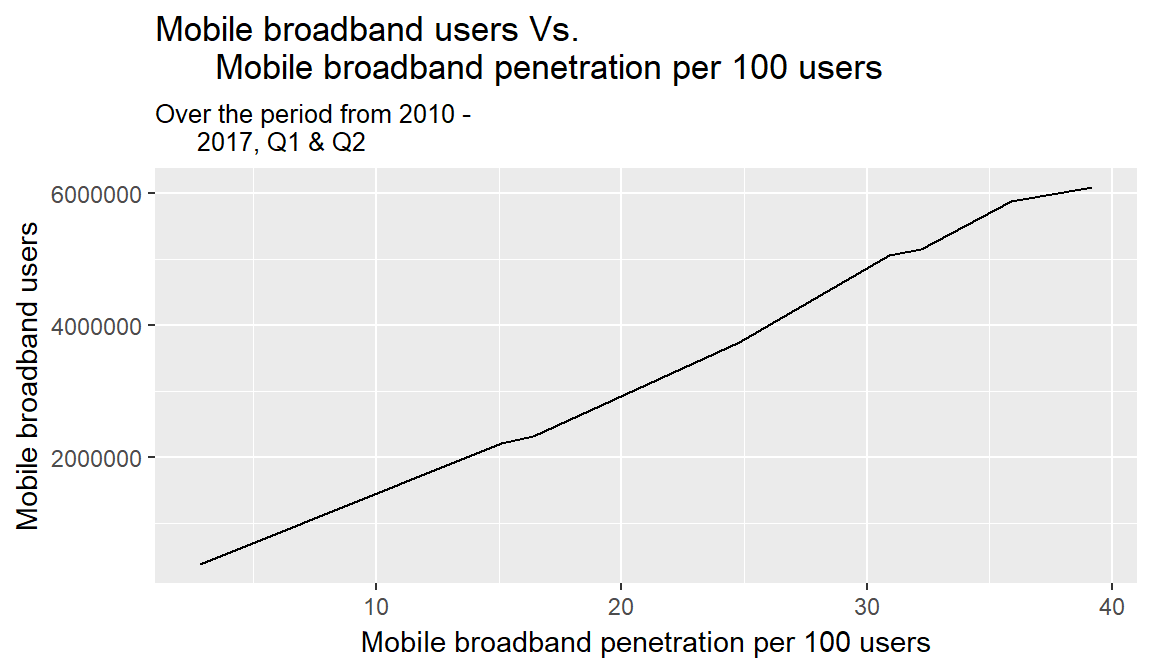 Mobile broadband users Vs.
Mobile broadband penetration per 100 users
Over the period from 2010 -
2017, Q1 & Q2
Mobile broadband users
6000000
4000000
2000000
10 20 30 40
Mobile broadband penetration per 100 users